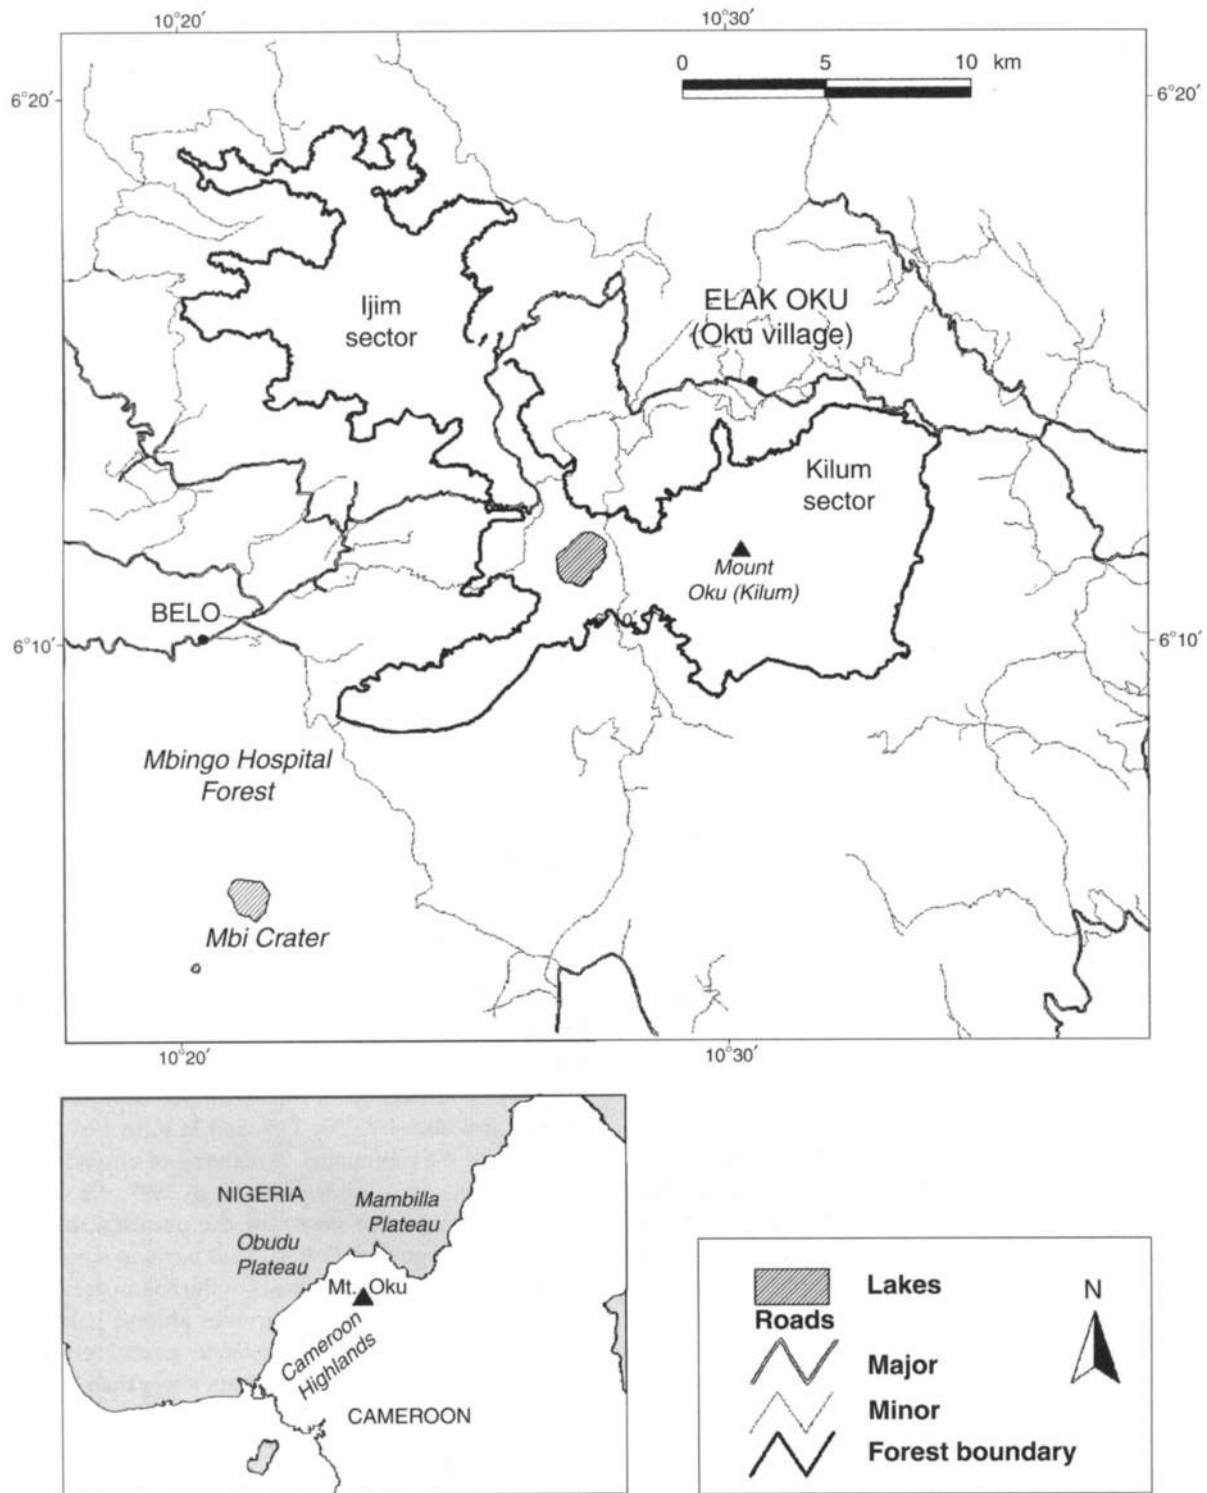 10°20′
10°30′
0 5 10 km
6°20′
6°20′
Ijim
sector
ELAK OKU
(Oku village)
Kilum
sector
Mount
Oku (Kilum)
BELO
6°10′
6°10′
Mbingo Hospital
Forest
Mbi Crater
10°20′
10°30′
NIGERIA
Mambilla
Plateau
Obudu
Plateau
Mt. Oku
Cameroon
Highlands
CAMEROON
Lakes
Roads
Major
Minor
Forest boundary
N